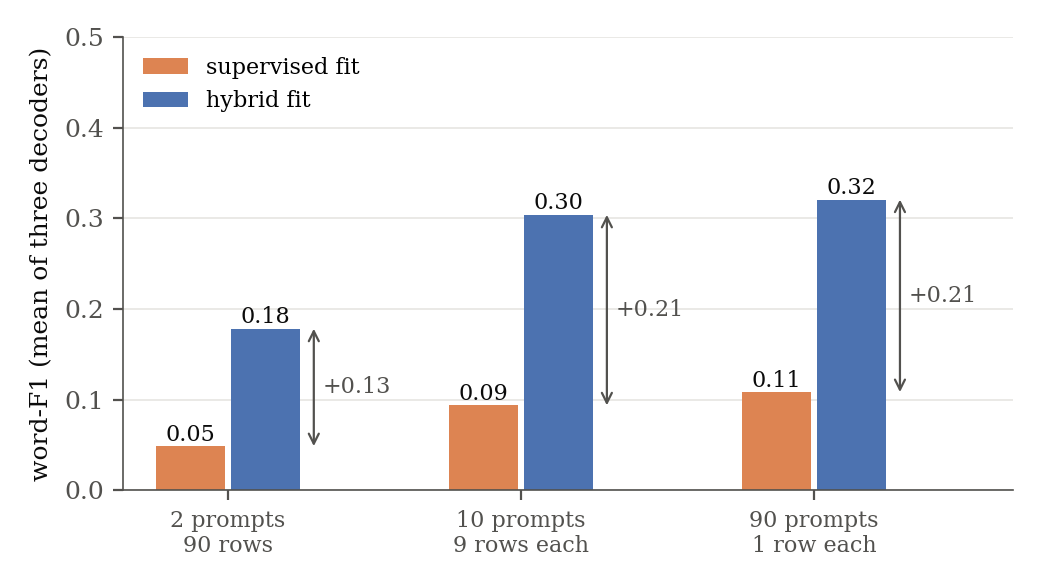 word-F1 (mean of three decoders)
0.5
0.4
0.3
0.2
0.1
0.0
supervised fit
hybrid fit
0.05
0.18
+0.13
0.09
0.30
+0.21
0.11
0.32
+0.21
2 prompts
90 rows
10 prompts
9 rows each
90 prompts
1 row each